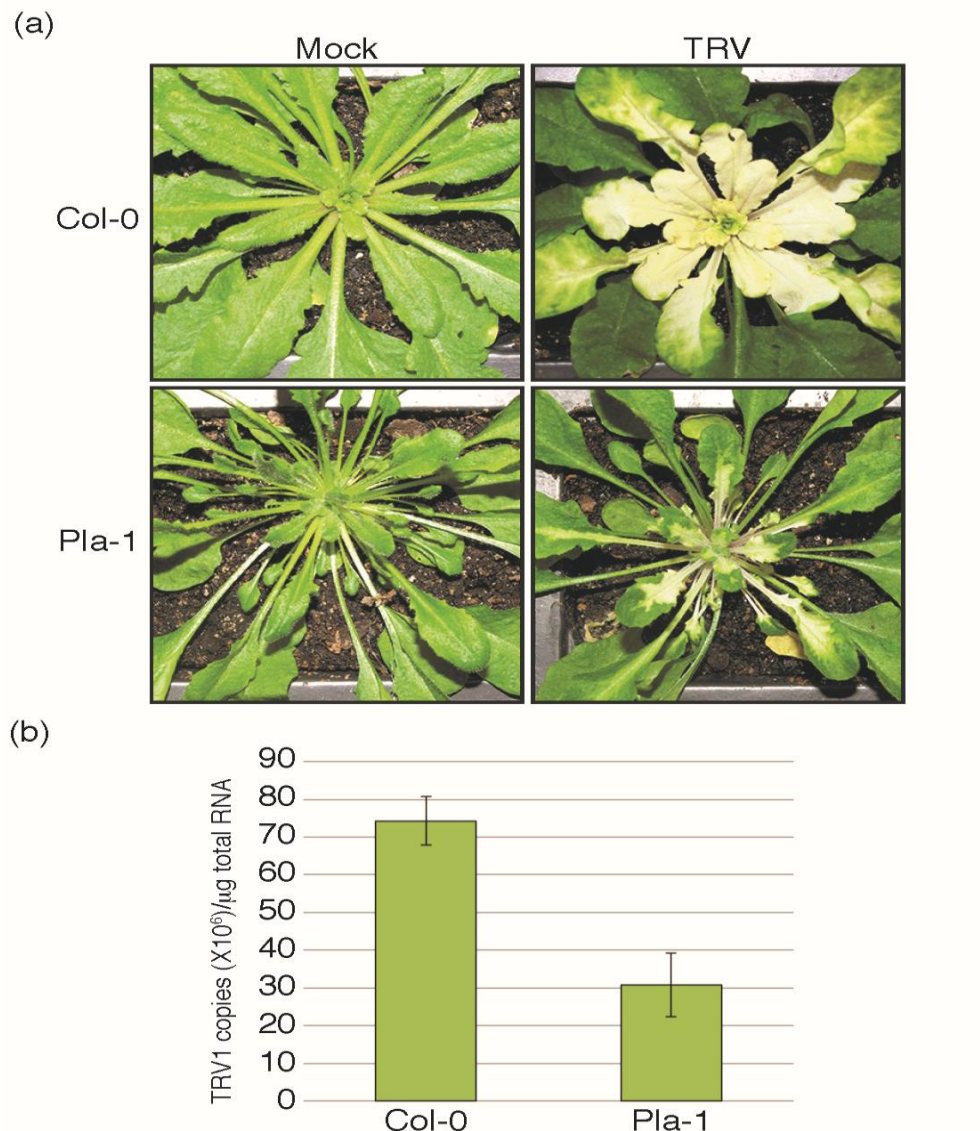 (a)
Mock TRV
Col-0
Pla-1
(b)
TRV1 copies (X10⁶)/µg total RNA
90
80
70
60
50
40
30
20
10
0
Col-0 Pla-1